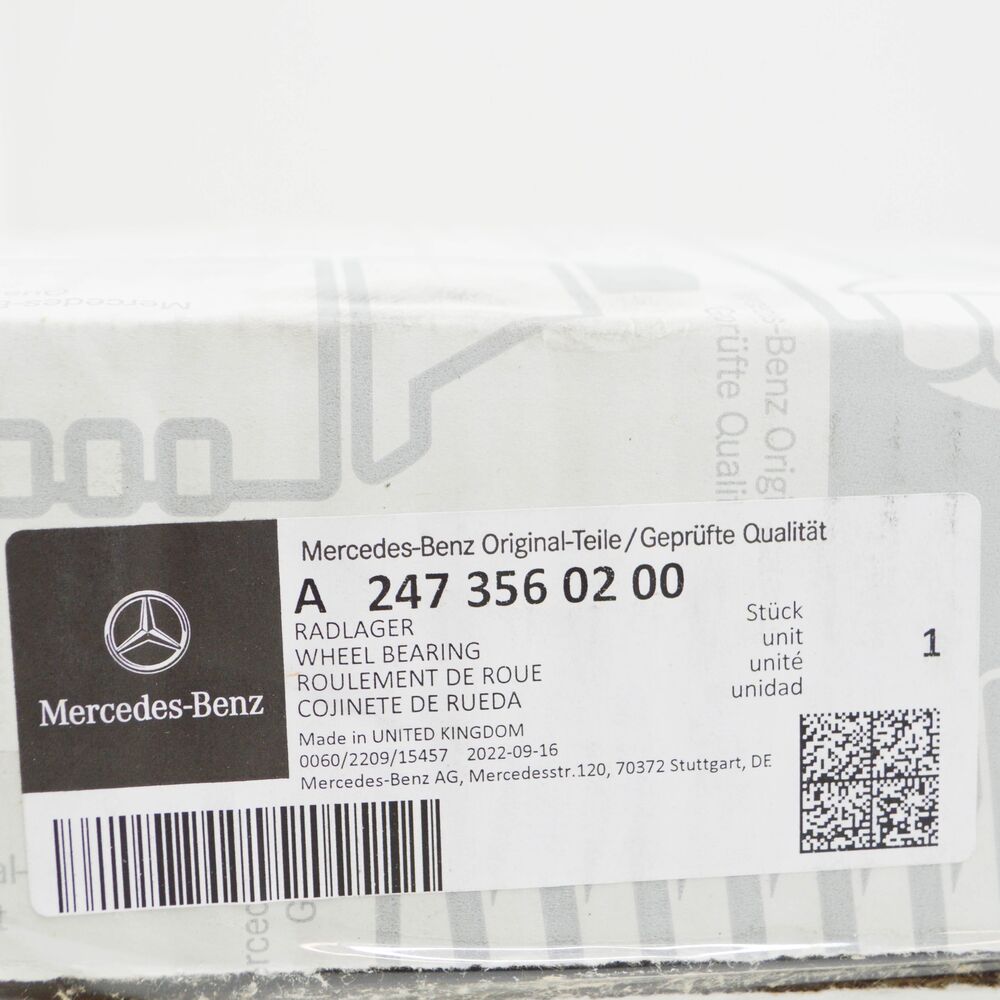 Mercedes-Benz Original-Teile/Geprüfte Qualität
A 247 356 02 00
RADLAGER
WHEEL BEARING
ROULEMENT DE ROUE
COJINETE DE RUEDA
Stück
unit
unité
unidad
1
Made in UNITED KINGDOM
0060/2209/15457 2022-09-16
Mercedes-Benz AG, Mercedesstr.120, 70372 Stuttgart, DE
Mercedes-Benz